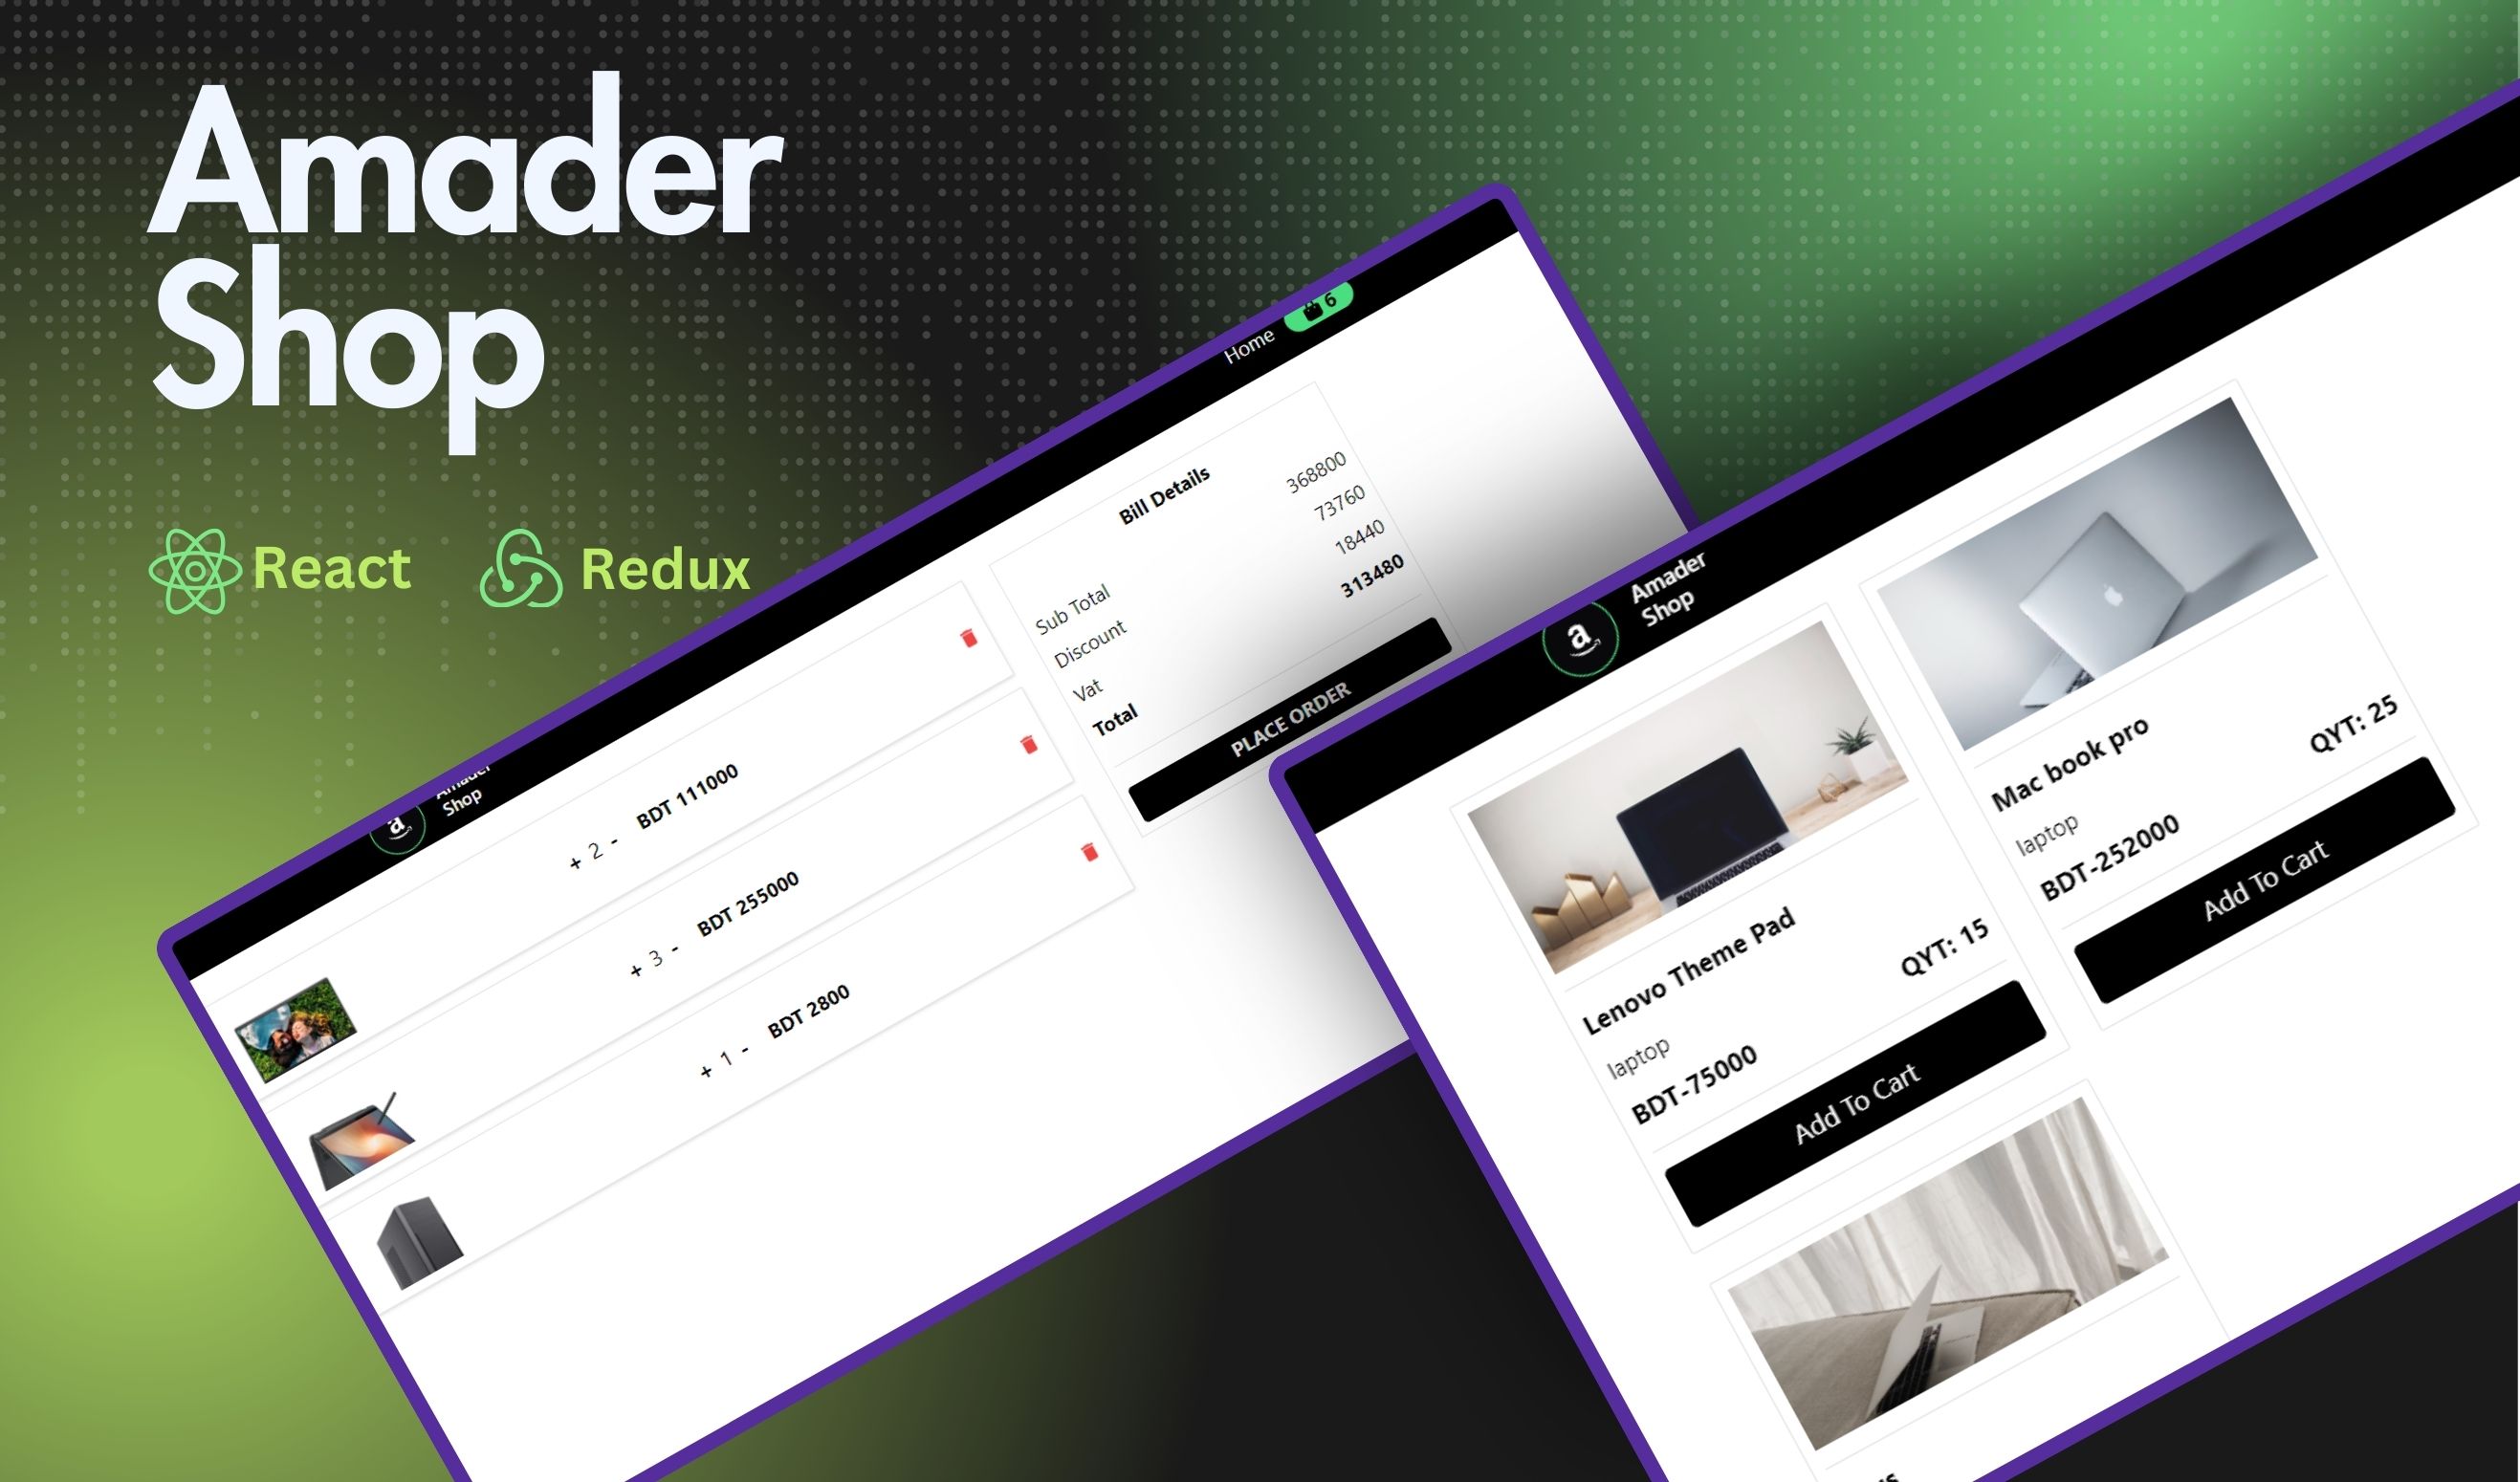 Amader
Shop
React
Redux
Home
6
Amader
Shop
+ 2 - BDT 111000
+ 3 - BDT 255000
+ 1 - BDT 2800
Bill Details
Sub Total 368800
Discount 73760
Vat 18440
Total 313480
PLACE ORDER
a
Amader
Shop
Lenovo Theme Pad
laptop
BDT-75000
QYT: 15
Add To Cart
Mac book pro
laptop
BDT-252000
QYT: 25
Add To Cart